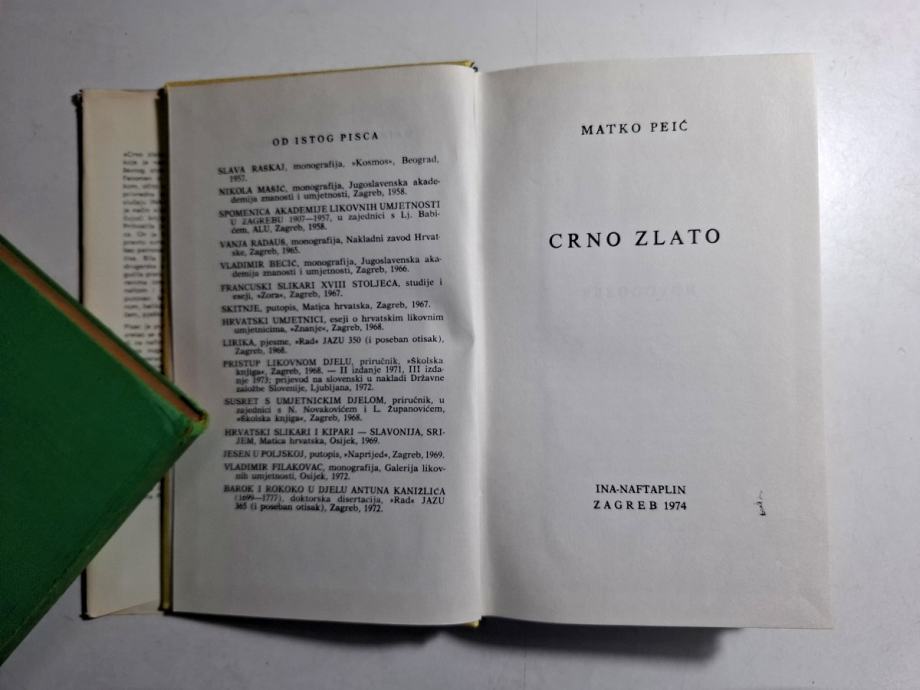 OD ISTOG PISCA
SLAVA RAŠKAJ, monografija, »Kosmos«, Beograd,
1957.
NIKOLA MAŠIĆ, monografija, Jugoslavenska akade-
demija znanosti i umjetnosti, Zagreb, 1958.
SPOMENICA AKADEMIJE LIKOVNIH UMJETNOSTI
U ZAGREBU 1907—1957, u zajednici s Lj. Babi-
ćem, ALU, Zagreb, 1958.
VANJA RADAUŠ, monografija, Nakladni zavod Hrvat-
ske, Zagreb, 1965.
VLADIMIR BECIĆ, monografija, Jugoslavenska aka-
demija znanosti i umjetnosti, Zagreb, 1966.
FRANCUSKI SLIKARI XVIII STOLJEĆA, studije i
eseji, »Zora«, Zagreb, 1967.
SKITNJE, putopis, Matica hrvatska, Zagreb, 1967.
HRVATSKI UMJETNICI, eseji o hrvatskim likovnim
umjetnicima, »Znanje«, Zagreb, 1968.
LIRIKA, pjesme, »Rad« JAZU 350 (i poseban otisak),
Zagreb, 1968.
PRISTUP LIKOVNOM DJELU, priručnik, »Školska
knjiga«, Zagreb, 1968. — II izdanje 1971, III izda-
nje 1973; prijevod na slovenski u nakladi Državne
založbe Slovenije, Ljubljana, 1972.
SUSRET S UMJETNIČKIM DJELOM, priručnik, u
zajednici s N. Novakovićem i L. Županovićem,
»Školska knjiga«, Zagreb, 1968.
HRVATSKI SLIKARI I KIPARI — SLAVONIJA, SRI-
JEM, Matica hrvatska, Osijek, 1969.
JESEN U POLJSKOJ, putopis, »Naprijed«, Zagreb, 1969.
VLADIMIR FILAKOVAC, monografija, Galerija likov-
nih umjetnosti, Osijek, 1972.
BAROK I ROKOKO U DJELU ANTUNA KANIŽLIĆA
(1699—1777), doktorska disertacija, »Rad« JAZU
365 (i poseban otisak), Zagreb, 1972.
MATKO PEIĆ
CRNO ZLATO
INA-NAFTAPLIN
ZAGREB 1974